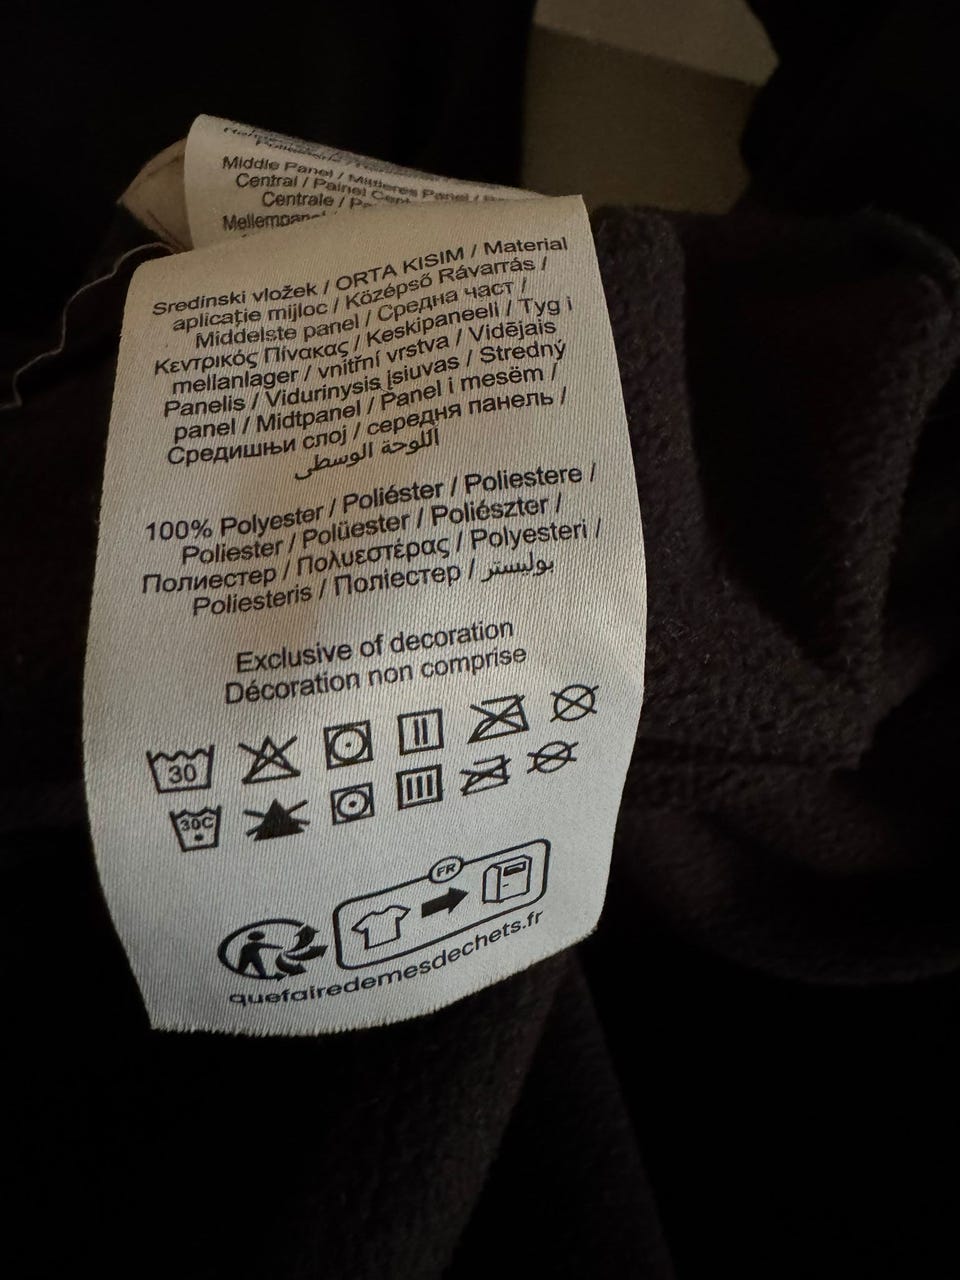 Middle Panel /
Central / Painel
Centrale /
Sredinski vložek / ORTA KISIM / Material
aplicație mijloc / Középső Rávarrás /
Middelste panel / Средна част /
Κεντρικός Πίνακας / Keskipaneeli / Tyg i
mellanlager / vnitřní vrstva / Vidējais
Panelis / Vidurinysis įsiuvas / Stredný
panel / Midtpanel / Panel i mesëm /
Средишњи слој / середня панель /
اللوحة الوسطى
100% Polyester / Poliéster / Poliestere /
Poliester / Polüester / Poliészter /
Полиестер / Πολυεστέρας / Polyesteri /
Poliesteris / Поліестер / بوليستر
Exclusive of decoration
Décoration non comprise
30
30C
FR
quefairedemesdechets.fr